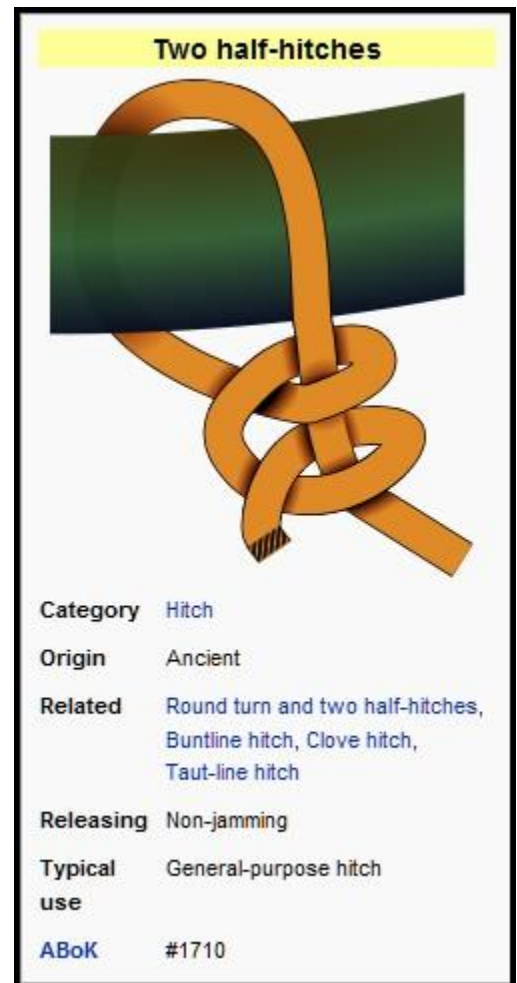 Two half-hitches
Category Hitch
Origin Ancient
Related Round turn and two half-hitches,
Buntline hitch, Clove hitch,
Taut-line hitch
Releasing Non-jamming
Typical General-purpose hitch
use
ABoK #1710